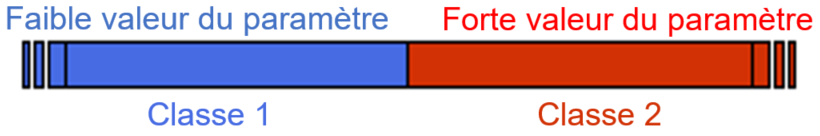 Faible valeur du paramètre Forte valeur du paramètre
Classe 1 Classe 2